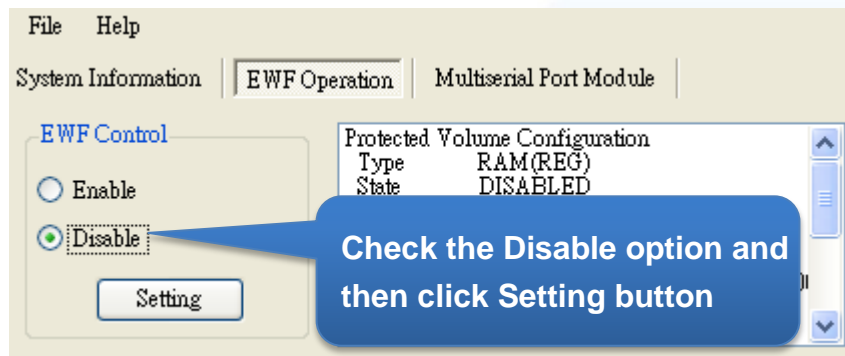 File Help
System Information EWF Operation Multiserial Port Module
EWF Control
Enable
Disable
Setting
Protected Volume Configuration
Type RAM(REG)
State DISABLED
Check the Disable option and
then click Setting button